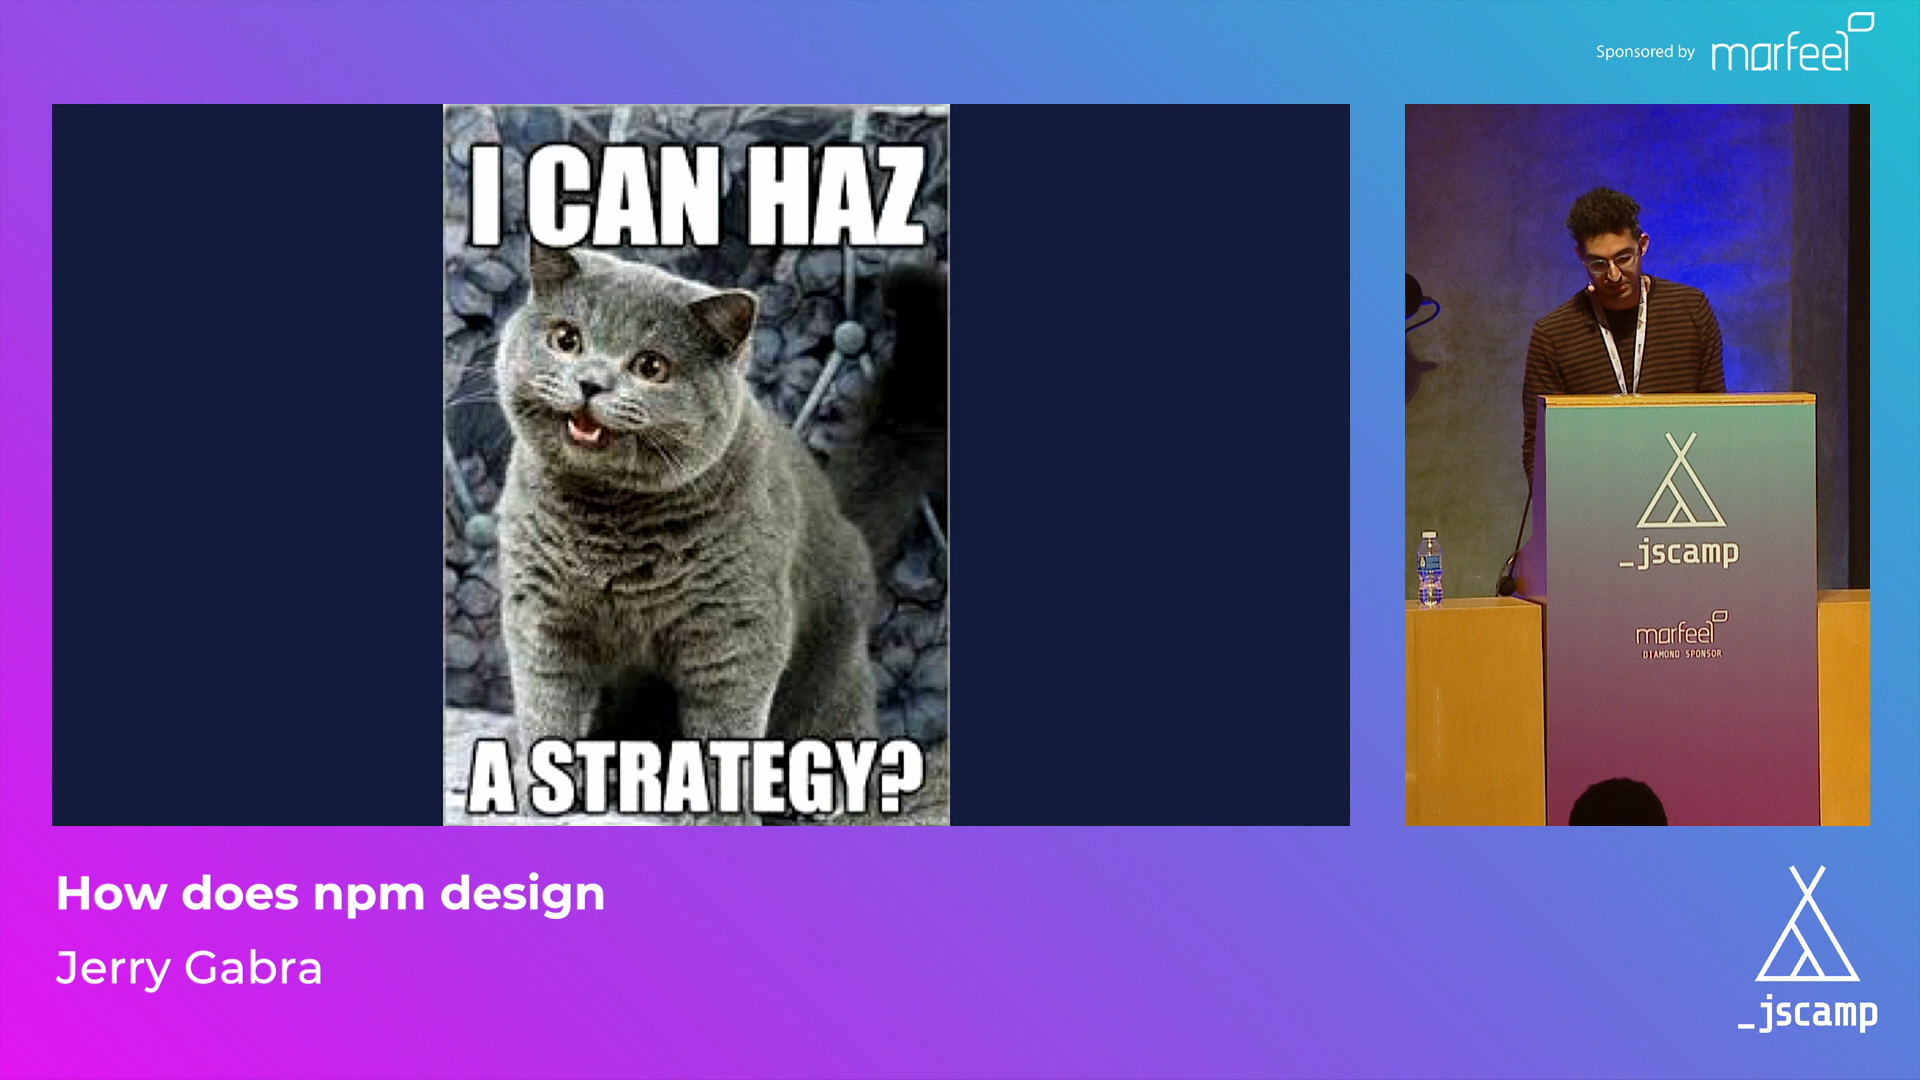 Sponsored by marfeel
I CAN HAZ
A STRATEGY?
_jscamp
marfeel
DIAMOND SPONSOR
How does npm design
Jerry Gabra
_jscamp